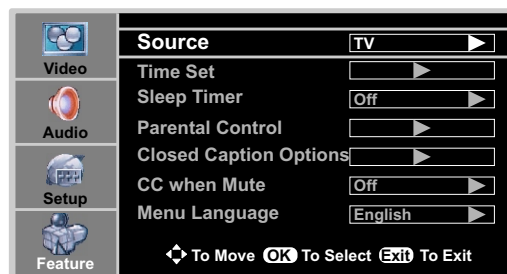 Video
Audio
Setup
Feature
Source TV
Time Set
Sleep Timer Off
Parental Control
Closed Caption Options
CC when Mute Off
Menu Language English
To Move OK To Select Exit To Exit